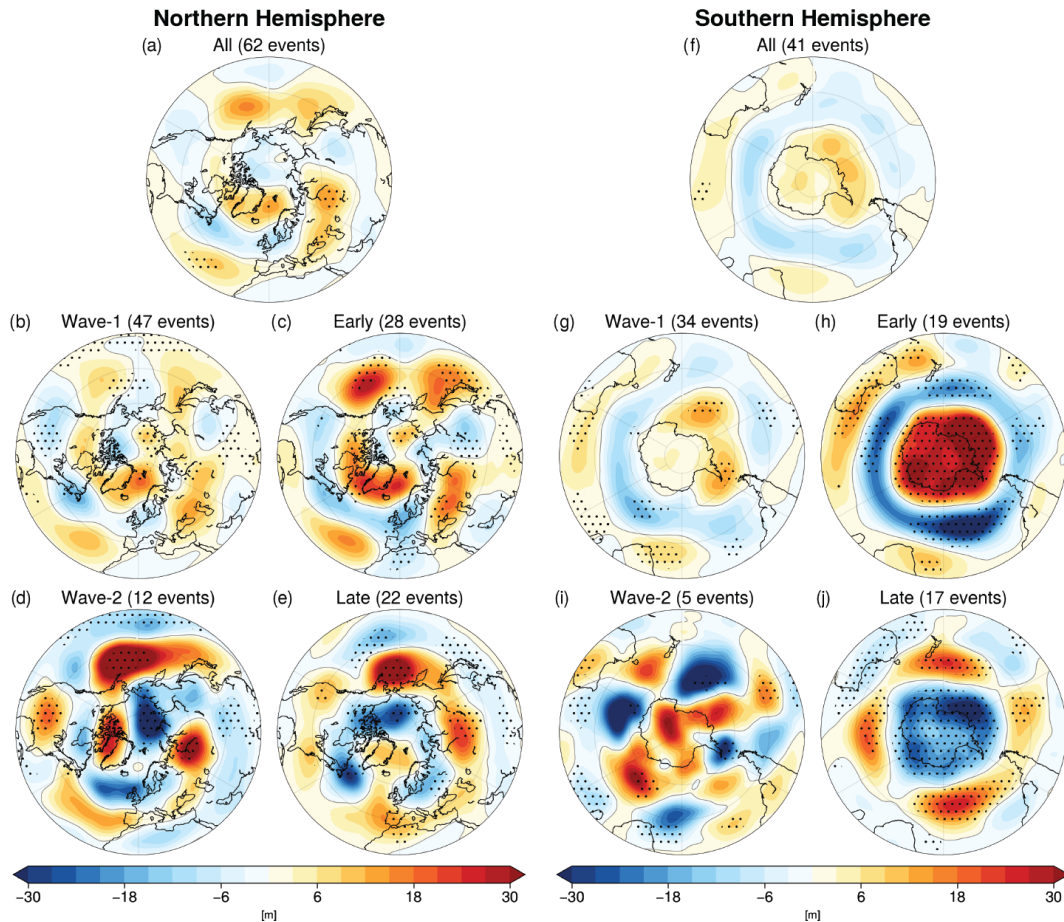 Northern Hemisphere
Southern Hemisphere
(a) All (62 events)
(f) All (41 events)
(b) Wave-1 (47 events)
(c) Early (28 events)
(g) Wave-1 (34 events)
(h) Early (19 events)
(d) Wave-2 (12 events)
(e) Late (22 events)
(i) Wave-2 (5 events)
(j) Late (17 events)
−30 −18 −6 6 18 30
[m]
−30 −18 −6 6 18 30
[m]